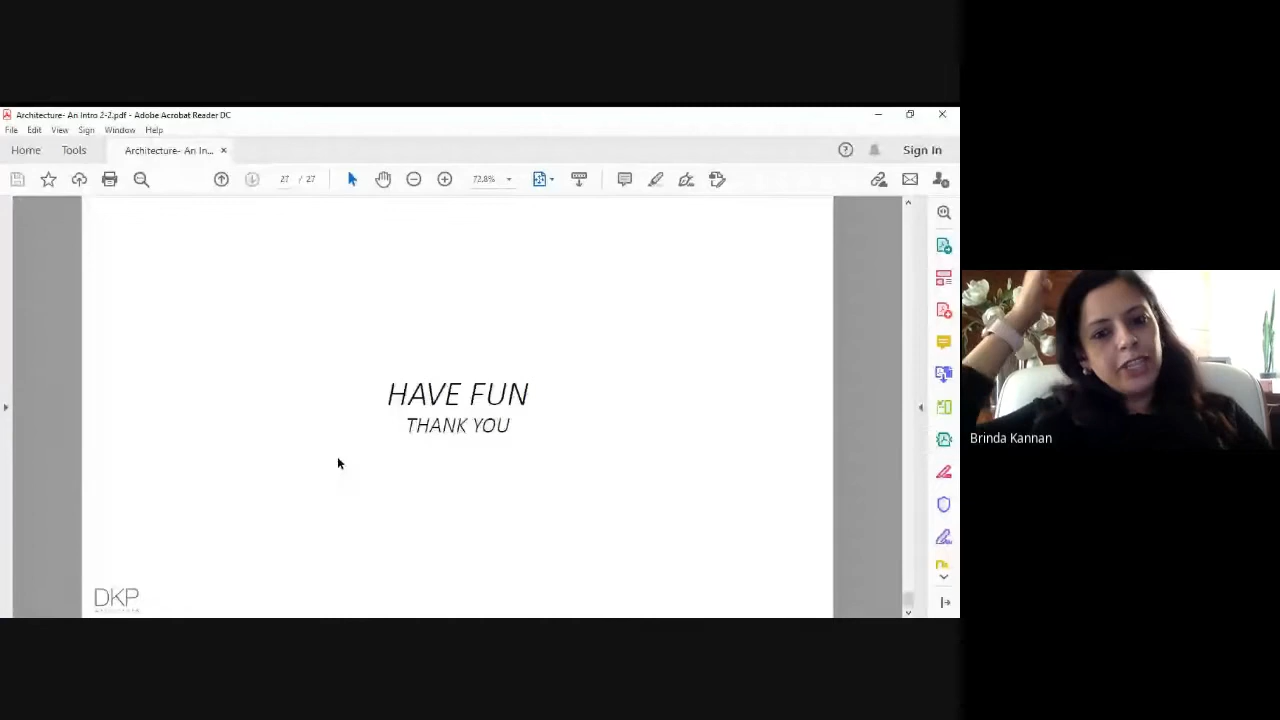 Architecture- An Intro 2-2.pdf - Adobe Acrobat Reader DC
File Edit View Sign Window Help
Home Tools Architecture- An In... × Sign In
27 / 27 72.8%
HAVE FUN
THANK YOU
DKP
Brinda Kannan